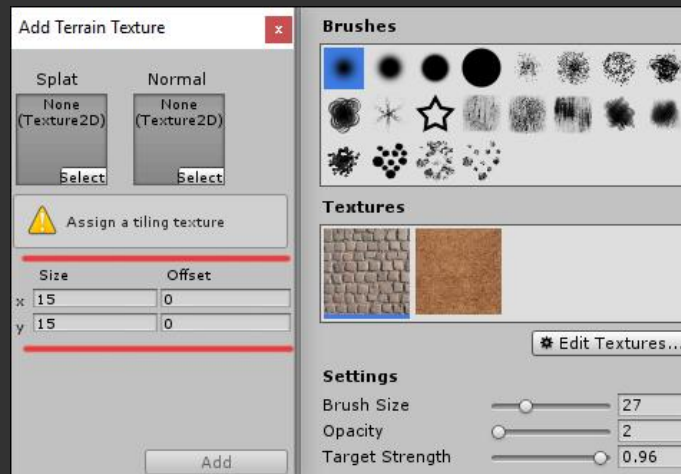 Add Terrain Texture
x
Splat Normal
None
(Texture2D)
Select
None
(Texture2D)
Select
Assign a tiling texture
Size Offset
x 15 0
y 15 0
Add
Brushes
Textures
Edit Textures...
Settings
Brush Size 27
Opacity 2
Target Strength 0.96